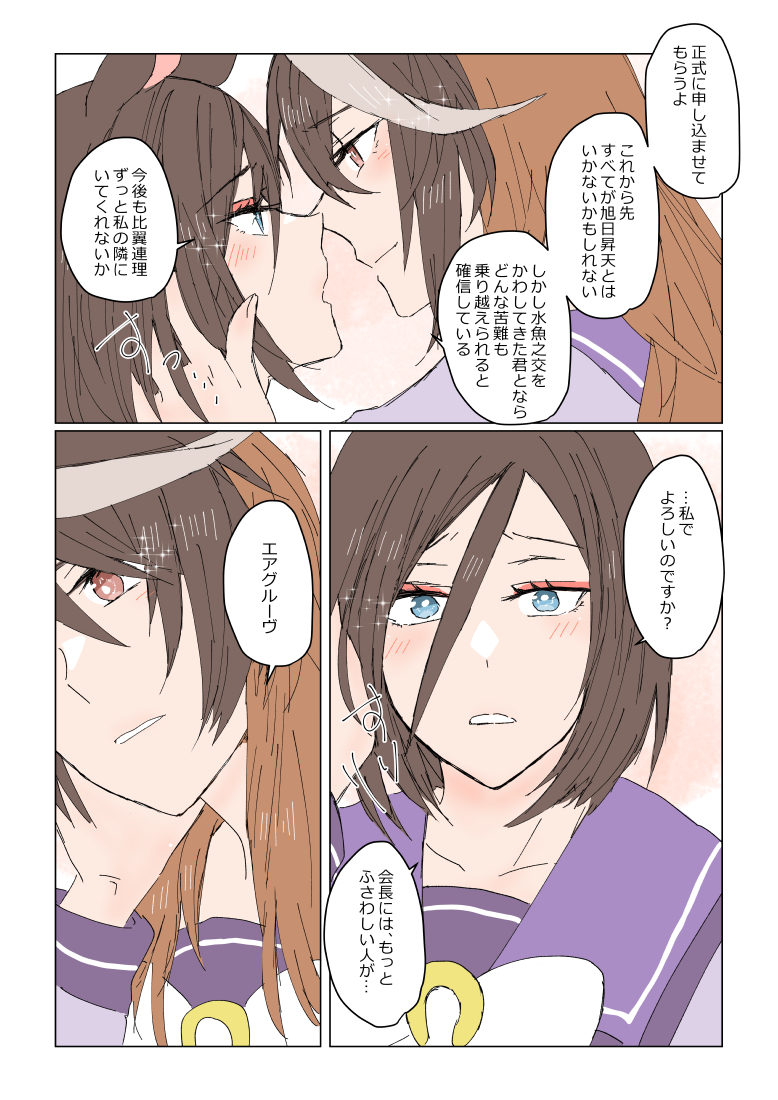 正式に申し込ませて
もらうよ
これから先
すべてが旭日昇天とは
いかないかもしれない
しかし水魚之交を
かわしてきた君となら
どんな苦難も
乗り越えられると
確信している
今後も比翼連理
ずっと私の隣に
いてくれないか
すっ…
…私で
よろしいのですか?
すり
会長には、もっと
ふさわしい人が…
エアグルーヴ